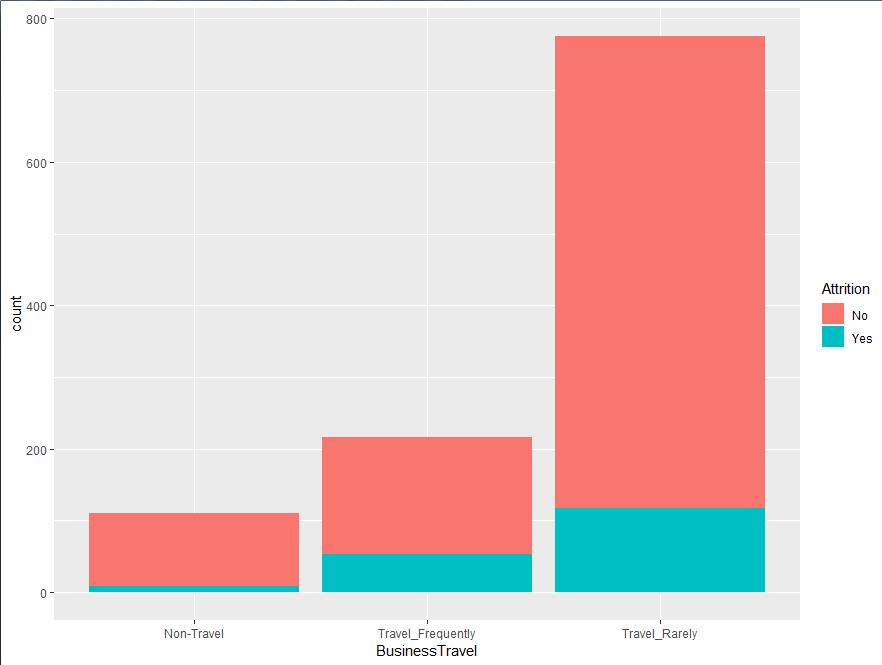 800
600
400
200
0
count
Non-Travel
Travel_Frequently
Travel_Rarely
BusinessTravel
Attrition
No
Yes